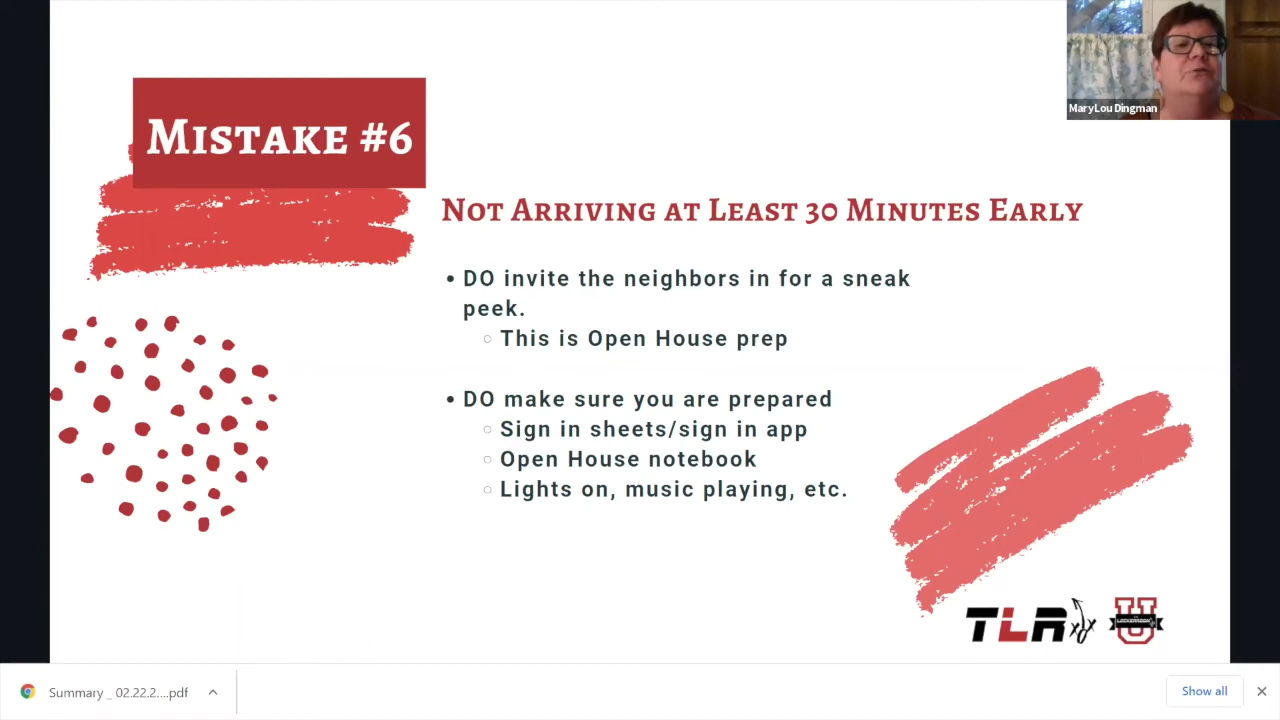 MaryLou Dingman
Mistake #6
Not Arriving at Least 30 Minutes Early
• DO invite the neighbors in for a sneak
peek.
○ This is Open House prep
• DO make sure you are prepared
○ Sign in sheets/sign in app
○ Open House notebook
○ Lights on, music playing, etc.
TLR
U
Summary _ 02.22.2....pdf
Show all